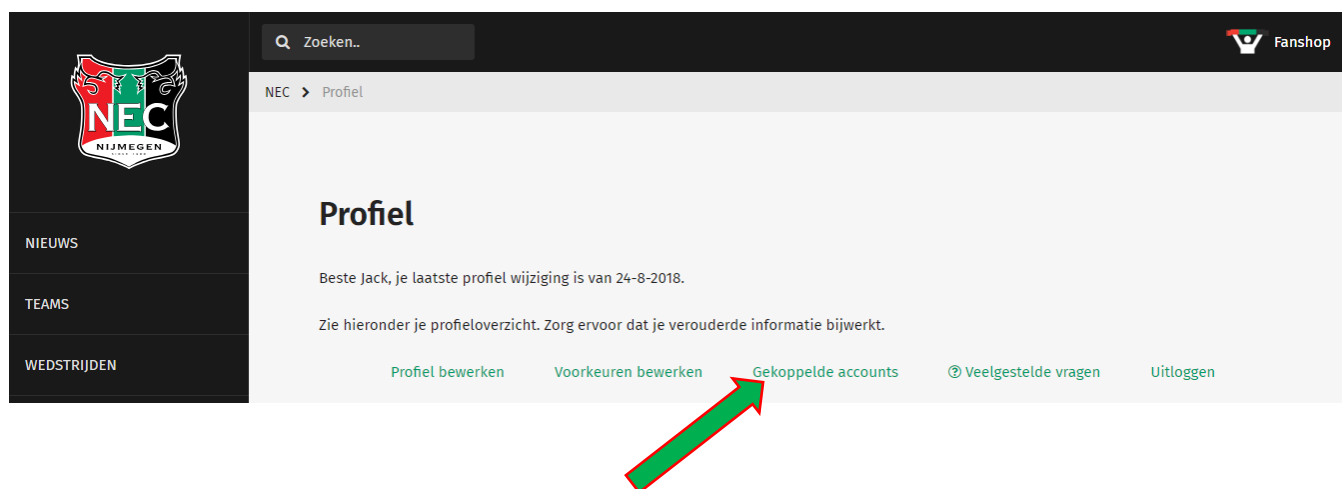 Zoeken..
Fanshop
NEC > Profiel
NEC
NIJMEGEN
Profiel
NIEUWS
Beste Jack, je laatste profiel wijziging is van 24-8-2018.
TEAMS
Zie hieronder je profieloverzicht. Zorg ervoor dat je verouderde informatie bijwerkt.
WEDSTRIJDEN
Profiel bewerken Voorkeuren bewerken Gekoppelde accounts ? Veelgestelde vragen Uitloggen